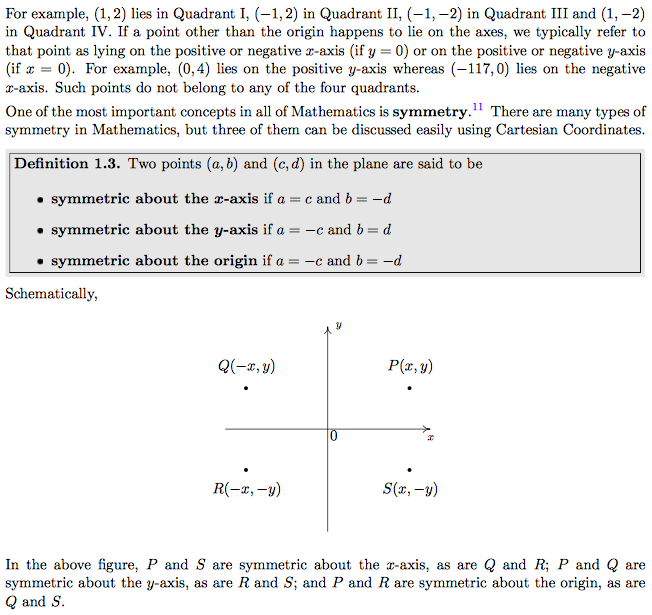 For example, (1, 2) lies in Quadrant I, (−1, 2) in Quadrant II, (−1, −2) in Quadrant III and (1, −2)
in Quadrant IV. If a point other than the origin happens to lie on the axes, we typically refer to
that point as lying on the positive or negative x-axis (if y = 0) or on the positive or negative y-axis
(if x = 0). For example, (0, 4) lies on the positive y-axis whereas (−117, 0) lies on the negative
x-axis. Such points do not belong to any of the four quadrants.
One of the most important concepts in all of Mathematics is symmetry.¹¹ There are many types of
symmetry in Mathematics, but three of them can be discussed easily using Cartesian Coordinates.
Definition 1.3. Two points (a, b) and (c, d) in the plane are said to be
• symmetric about the x-axis if a = c and b = −d
• symmetric about the y-axis if a = −c and b = d
• symmetric about the origin if a = −c and b = −d
Schematically,
y
Q(−x, y) P(x, y)
0 x
R(−x, −y) S(x, −y)
In the above figure, P and S are symmetric about the x-axis, as are Q and R; P and Q are
symmetric about the y-axis, as are R and S; and P and R are symmetric about the origin, as are
Q and S.